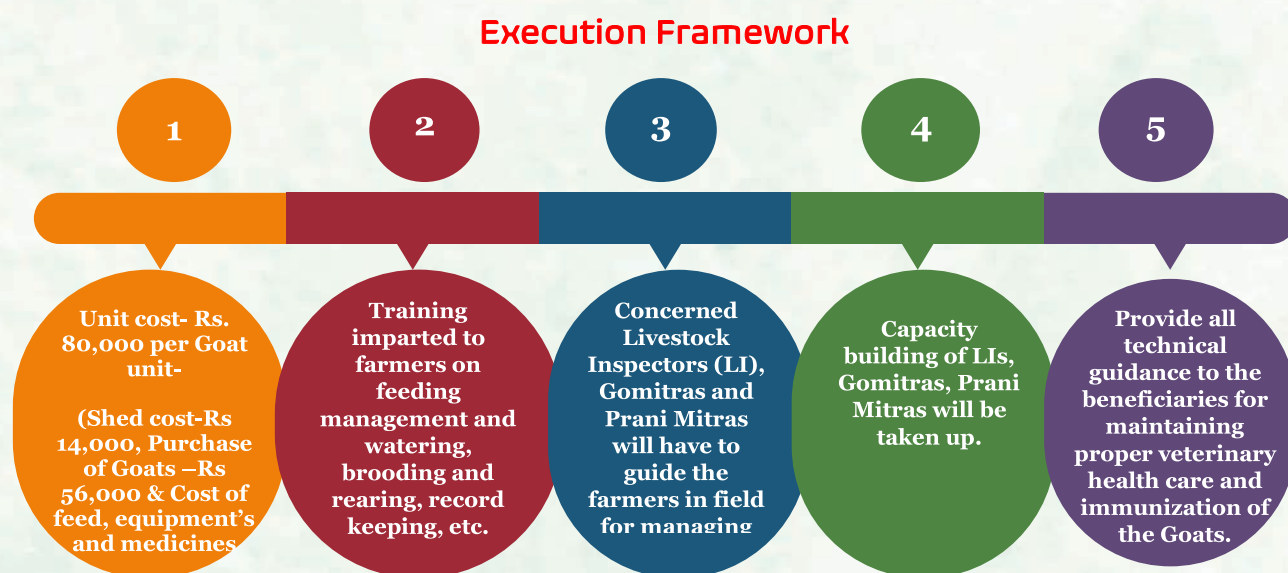 Execution Framework
1
2
3
4
5
Unit cost- Rs.
80,000 per Goat
unit-
(Shed cost-Rs
14,000, Purchase
of Goats –Rs
56,000 & Cost of
feed, equipment's
and medicines
Training
imparted to
farmers on
feeding
management and
watering,
brooding and
rearing, record
keeping, etc.
Concerned
Livestock
Inspectors (LI),
Gomitras and
Prani Mitras
will have to
guide the
farmers in field
for managing
Capacity
building of LIs,
Gomitras, Prani
Mitras will be
taken up.
Provide all
technical
guidance to the
beneficiaries for
maintaining
proper veterinary
health care and
immunization of
the Goats.